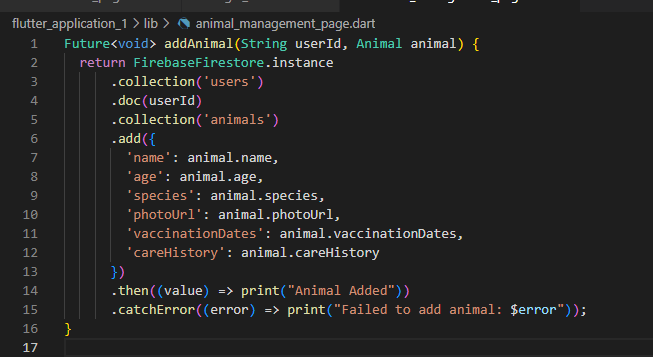 flutter_application_1 > lib > animal_management_page.dart
1 Future<void> addAnimal(String userId, Animal animal) {
2   return FirebaseFirestore.instance
3       .collection('users')
4       .doc(userId)
5       .collection('animals')
6       .add({
7         'name': animal.name,
8         'age': animal.age,
9         'species': animal.species,
10         'photoUrl': animal.photoUrl,
11         'vaccinationDates': animal.vaccinationDates,
12         'careHistory': animal.careHistory
13       })
14       .then((value) => print("Animal Added"))
15       .catchError((error) => print("Failed to add animal: $error"));
16 }
17